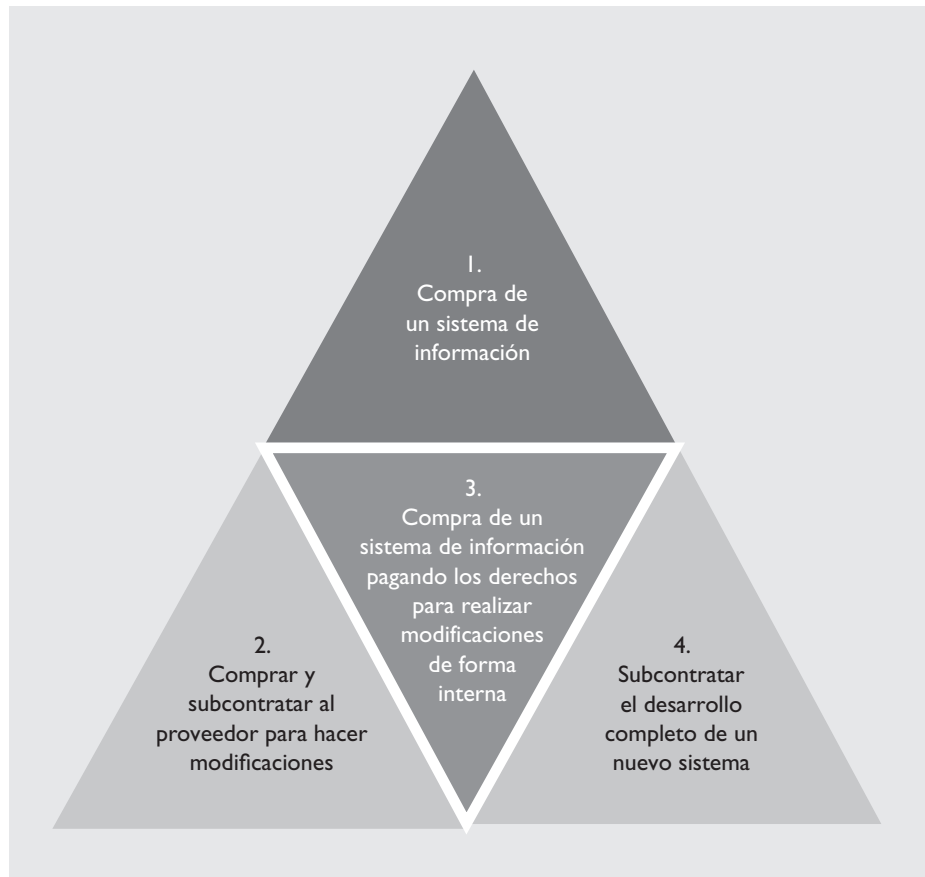 1.
Compra de
un sistema de
información
3.
Compra de un
sistema de información
pagando los derechos
para realizar
modificaciones
de forma
interna
2.
Comprar y
subcontratar al
proveedor para hacer
modificaciones
4.
Subcontratar
el desarrollo
completo de un
nuevo sistema